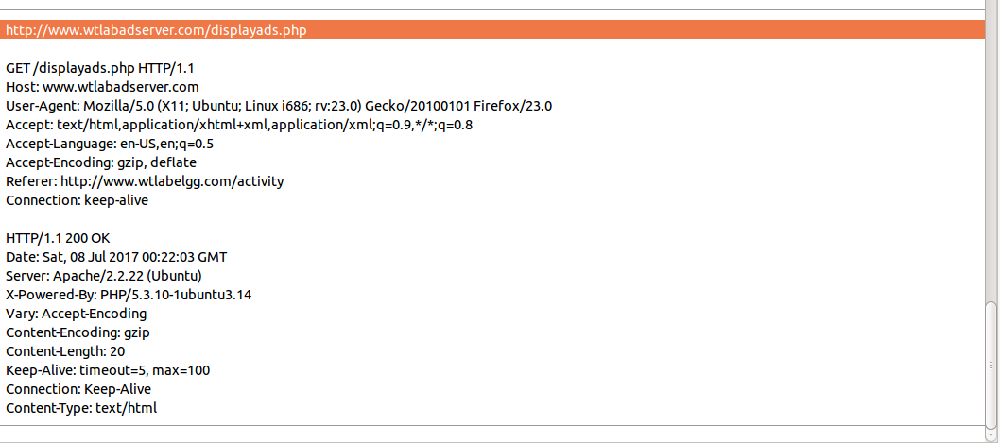 http://www.wtlabadserver.com/displayads.php
GET /displayads.php HTTP/1.1
Host: www.wtlabadserver.com
User-Agent: Mozilla/5.0 (X11; Ubuntu; Linux i686; rv:23.0) Gecko/20100101 Firefox/23.0
Accept: text/html,application/xhtml+xml,application/xml;q=0.9,*/*;q=0.8
Accept-Language: en-US,en;q=0.5
Accept-Encoding: gzip, deflate
Referer: http://www.wtlabelgg.com/activity
Connection: keep-alive
HTTP/1.1 200 OK
Date: Sat, 08 Jul 2017 00:22:03 GMT
Server: Apache/2.2.22 (Ubuntu)
X-Powered-By: PHP/5.3.10-1ubuntu3.14
Vary: Accept-Encoding
Content-Encoding: gzip
Content-Length: 20
Keep-Alive: timeout=5, max=100
Connection: Keep-Alive
Content-Type: text/html